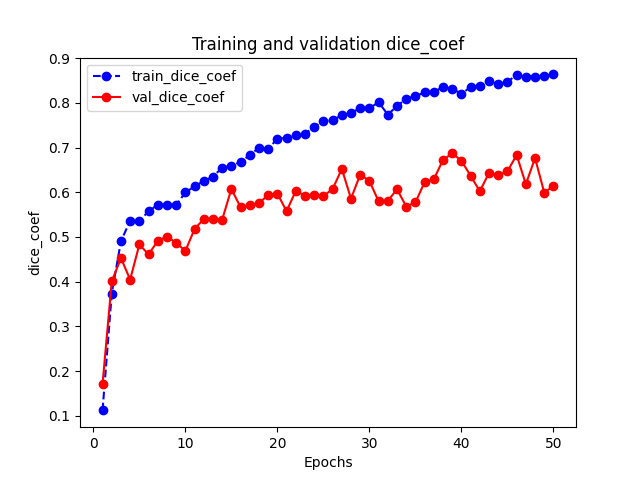 Training and validation dice_coef
train_dice_coef
val_dice_coef
dice_coef
0.9
0.8
0.7
0.6
0.5
0.4
0.3
0.2
0.1
0 10 20 30 40 50
Epochs